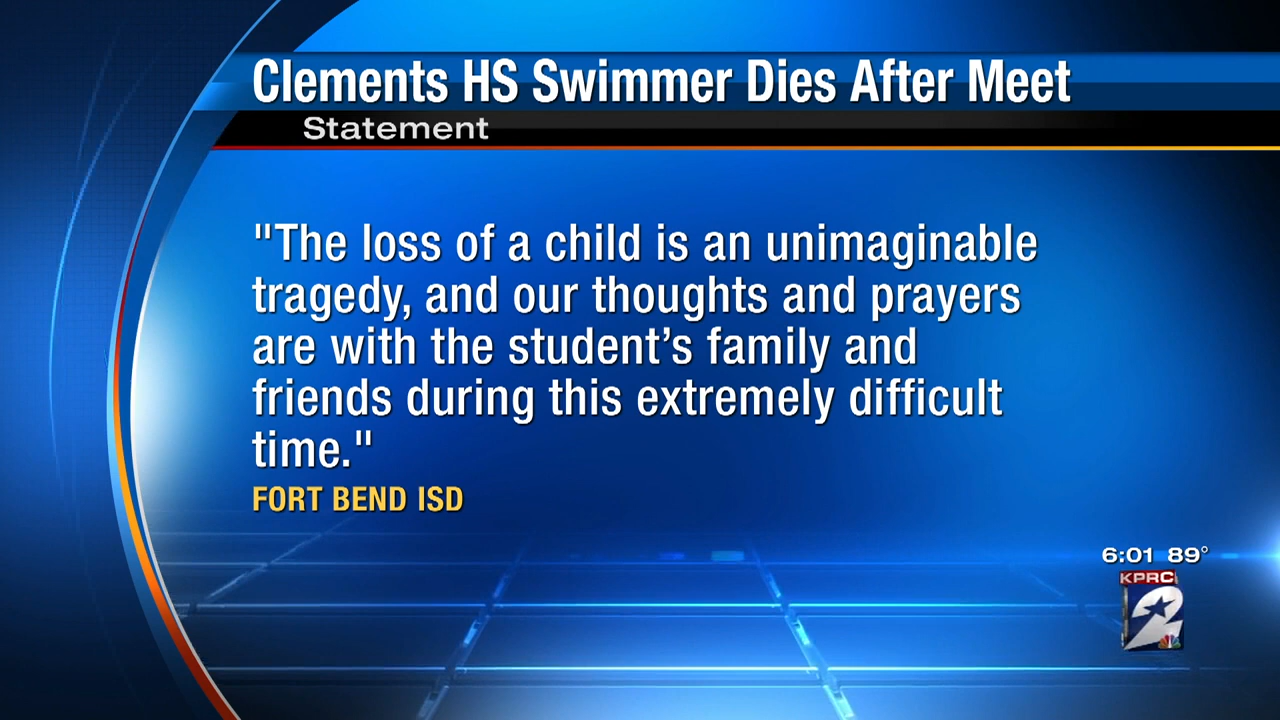 Clements HS Swimmer Dies After Meet
Statement
"The loss of a child is an unimaginable
tragedy, and our thoughts and prayers
are with the student’s family and
friends during this extremely difficult
time."
FORT BEND ISD
6:01 89°
KPRC
2